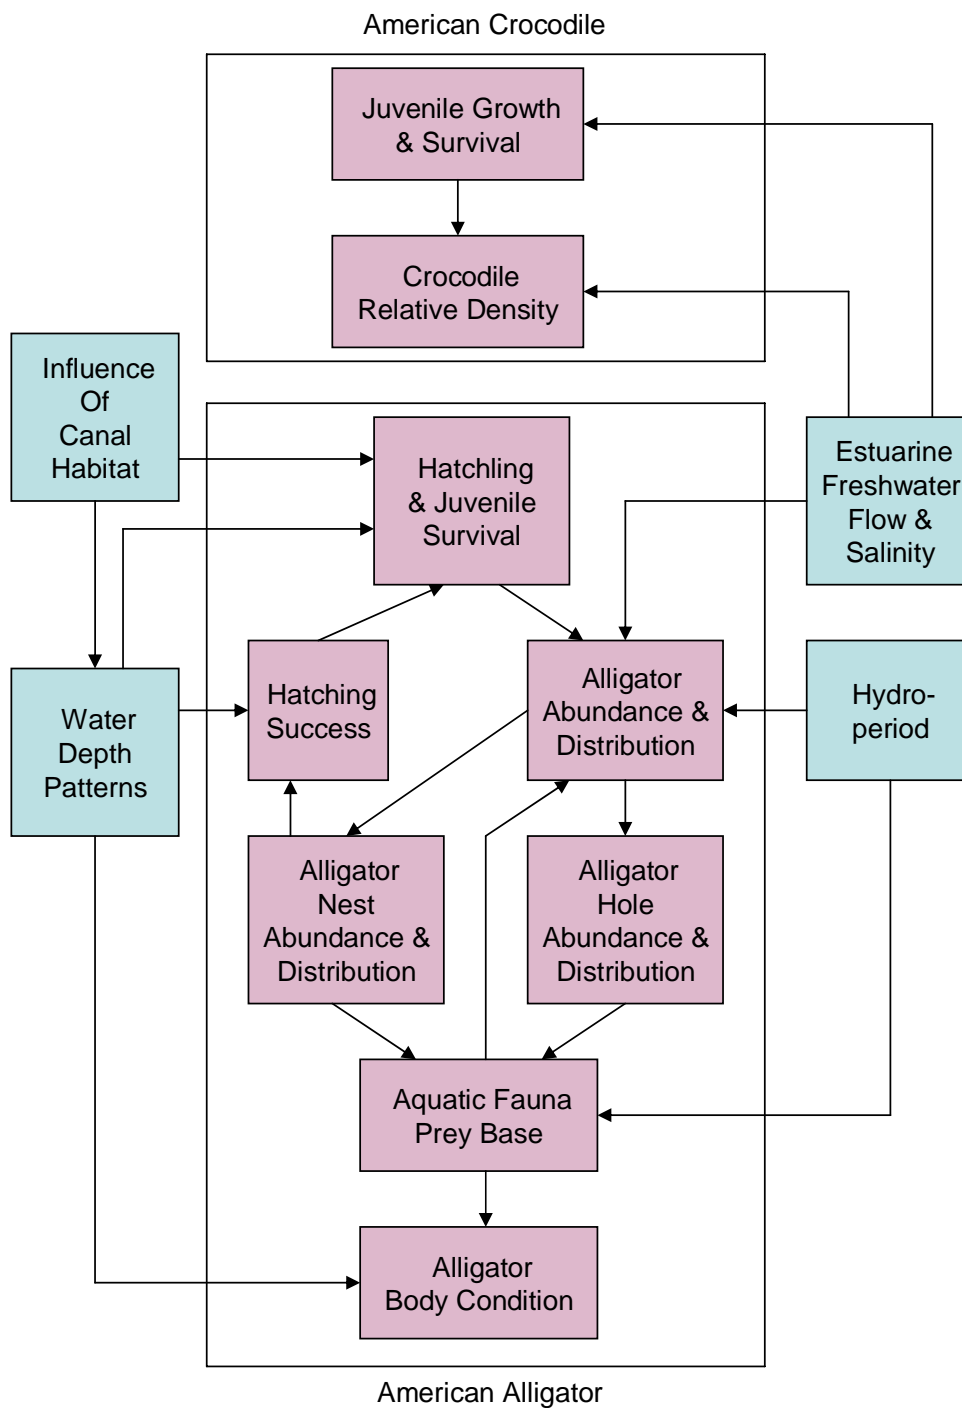 American Crocodile
Juvenile Growth
& Survival
Crocodile
Relative Density
Influence
Of
Canal
Habitat
Hatchling
& Juvenile
Survival
Estuarine
Freshwater
Flow &
Salinity
Water
Depth
Patterns
Hatching
Success
Alligator
Abundance &
Distribution
Hydro-
period
Alligator
Nest
Abundance &
Distribution
Alligator
Hole
Abundance &
Distribution
Aquatic Fauna
Prey Base
Alligator
Body Condition
American Alligator